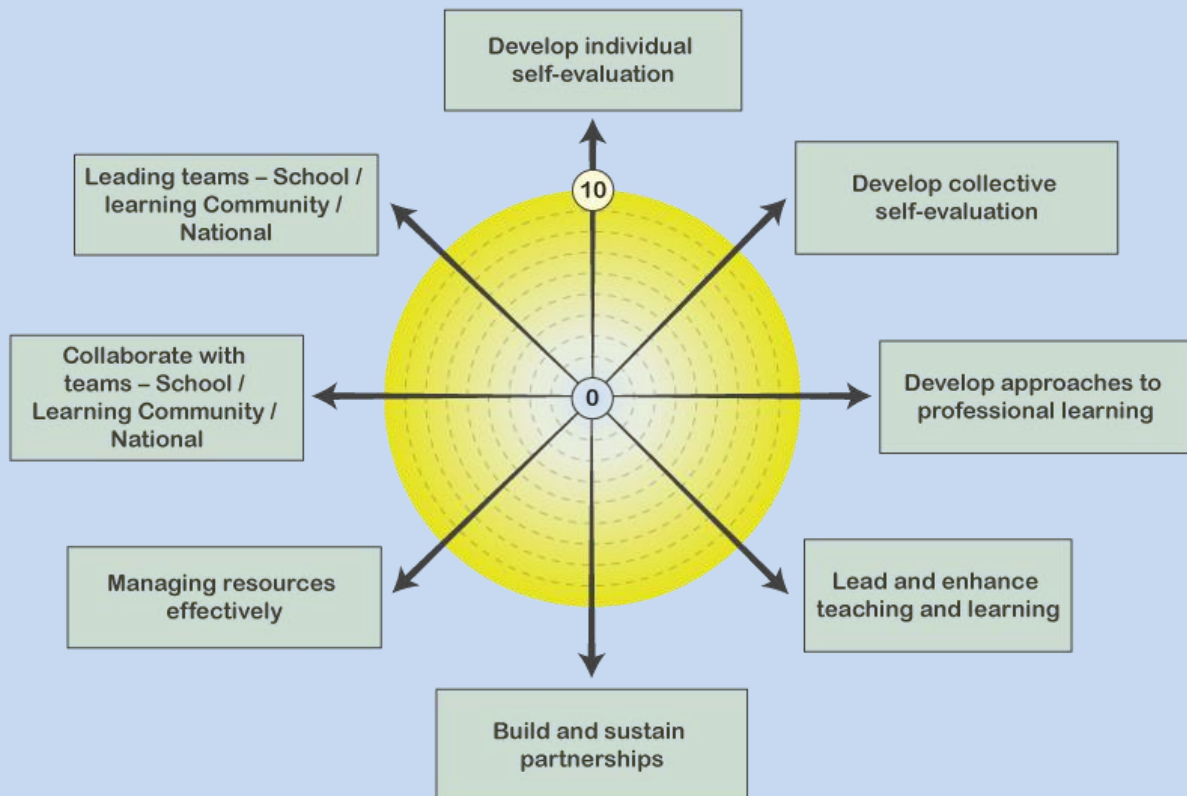 Develop individual
self-evaluation
10
Leading teams – School /
learning Community /
National
Develop collective
self-evaluation
Collaborate with
teams – School /
Learning Community /
National
0
Develop approaches to
professional learning
Managing resources
effectively
Lead and enhance
teaching and learning
Build and sustain
partnerships